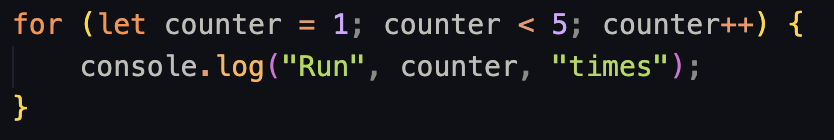 for (let counter = 1; counter < 5; counter++) {
    console.log("Run", counter, "times");
}